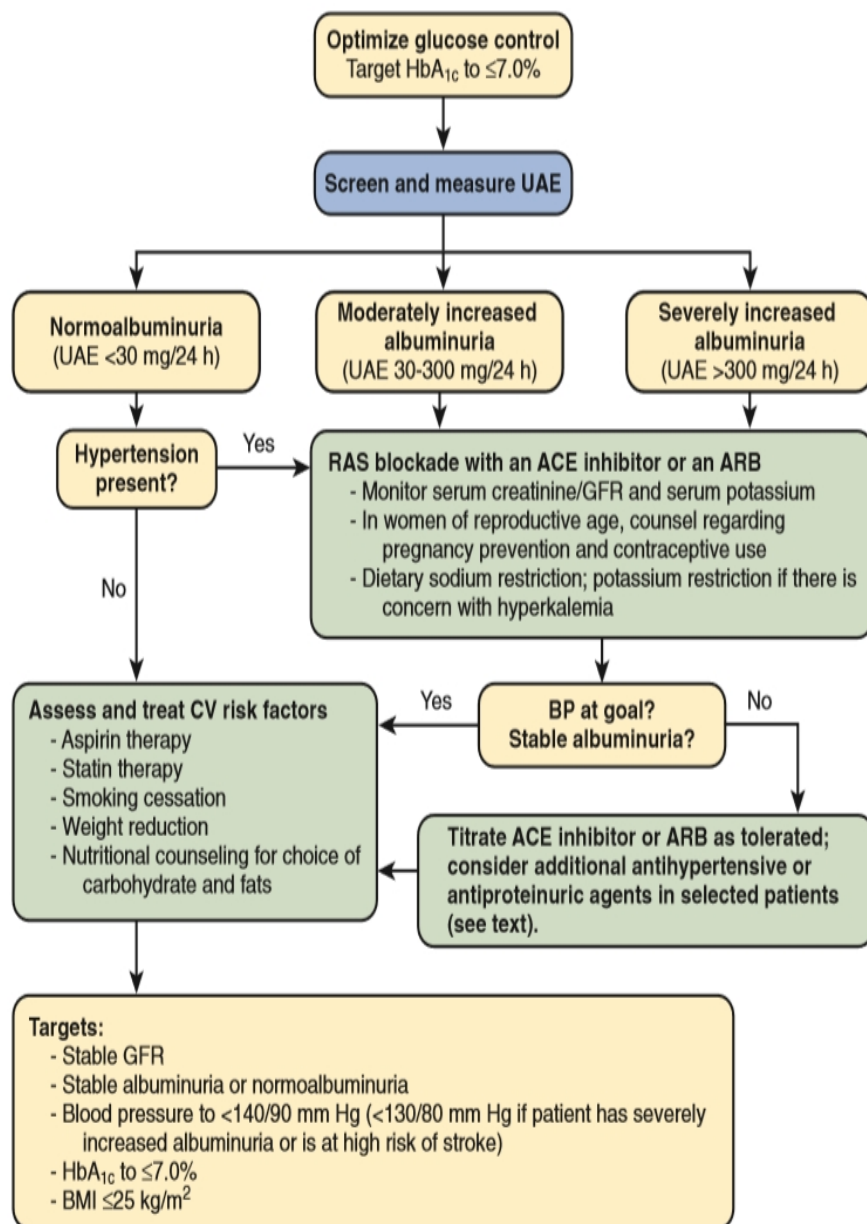 Optimize glucose control
Target HbA1c to ≤7.0%
Screen and measure UAE
Normoalbuminuria
(UAE <30 mg/24 h)
Moderately increased
albuminuria
(UAE 30-300 mg/24 h)
Severely increased
albuminuria
(UAE >300 mg/24 h)
Hypertension
present?
Yes
No
RAS blockade with an ACE inhibitor or an ARB
- Monitor serum creatinine/GFR and serum potassium
- In women of reproductive age, counsel regarding
pregnancy prevention and contraceptive use
- Dietary sodium restriction; potassium restriction if there is
concern with hyperkalemia
BP at goal?
Stable albuminuria?
Yes
No
Assess and treat CV risk factors
- Aspirin therapy
- Statin therapy
- Smoking cessation
- Weight reduction
- Nutritional counseling for choice of
carbohydrate and fats
Titrate ACE inhibitor or ARB as tolerated;
consider additional antihypertensive or
antiproteinuric agents in selected patients
(see text).
Targets:
- Stable GFR
- Stable albuminuria or normoalbuminuria
- Blood pressure to <140/90 mm Hg (<130/80 mm Hg if patient has severely
increased albuminuria or is at high risk of stroke)
- HbA1c to ≤7.0%
- BMI ≤25 kg/m²